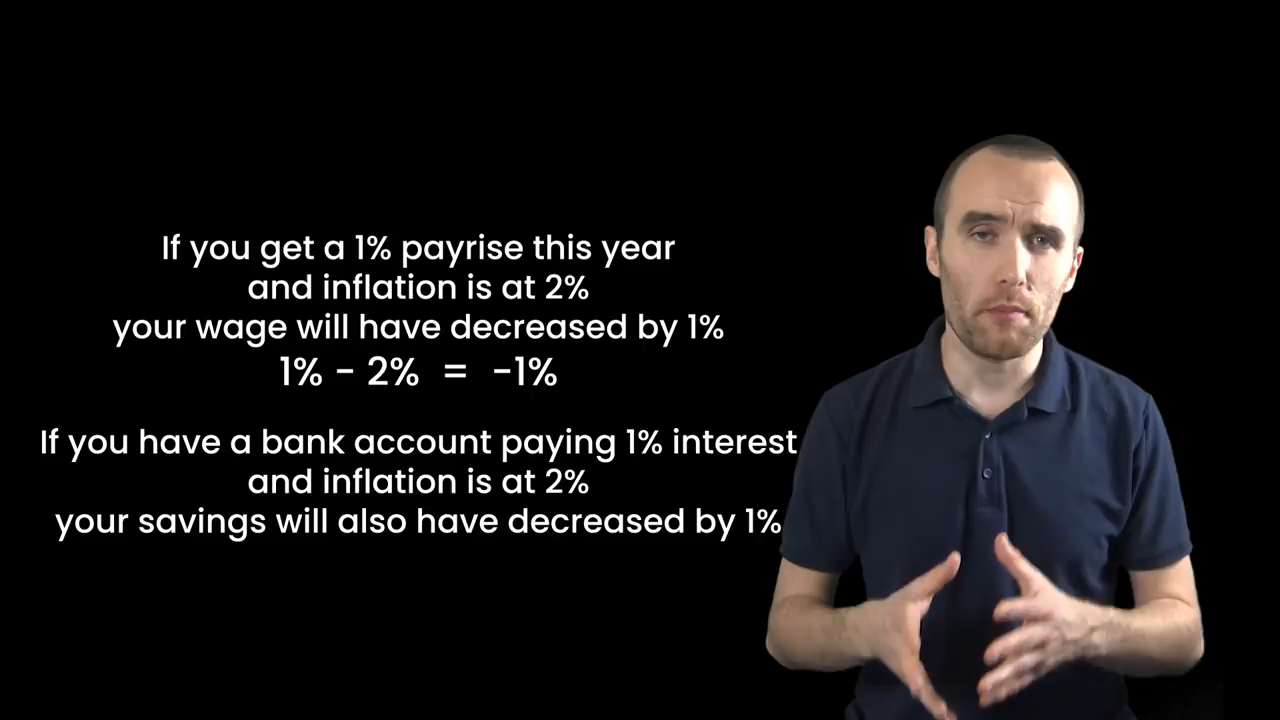 If you get a 1% payrise this year
and inflation is at 2%
your wage will have decreased by 1%
1% - 2% = -1%
If you have a bank account paying 1% interest
and inflation is at 2%
your savings will also have decreased by 1%